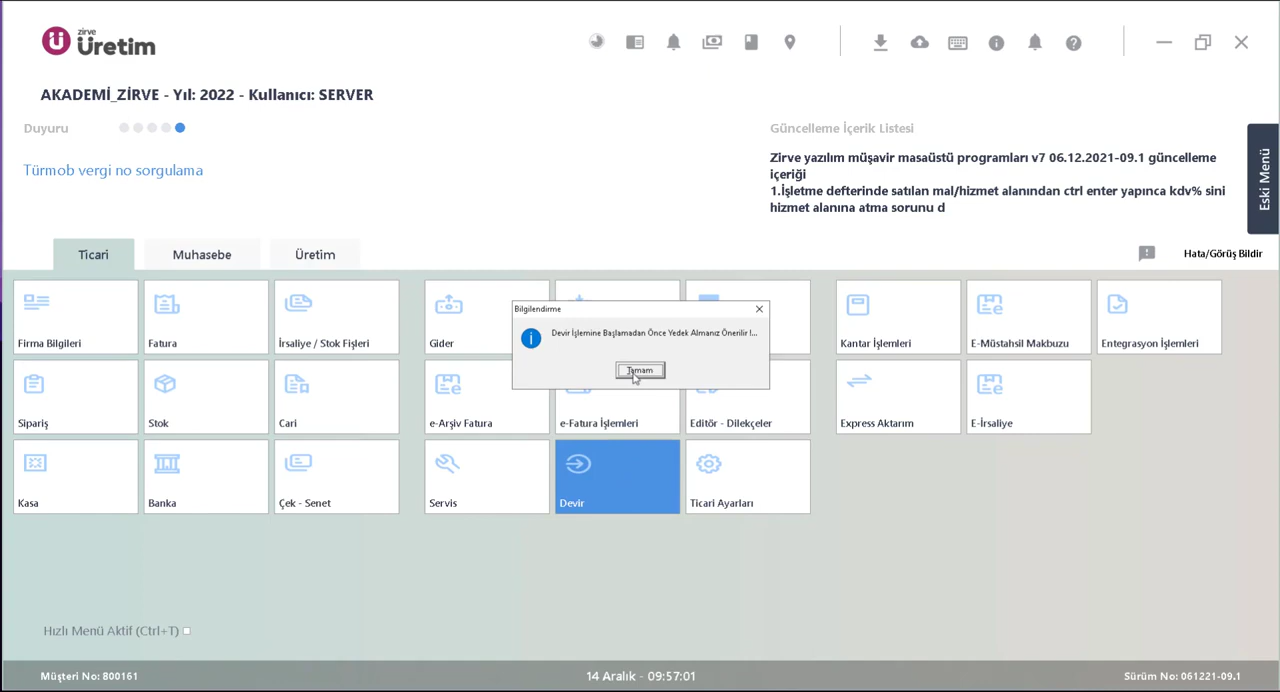 zirve
Üretim
AKADEMİ_ZİRVE - Yıl: 2022 - Kullanıcı: SERVER
Duyuru
Türmob vergi no sorgulama
Güncelleme İçerik Listesi
Zirve yazılım müşavir masaüstü programları v7 06.12.2021-09.1 güncelleme
içeriği
1.İşletme defterinde satılan mal/hizmet alanından ctrl enter yapınca kdv% sini
hizmet alanına atma sorunu d
Eski Menü
Ticari
Muhasebe
Üretim
Hata/Görüş Bildir
Firma Bilgileri
Fatura
İrsaliye / Stok Fişleri
Gider
Kantar İşlemleri
E-Müstahsil Makbuzu
Entegrasyon İşlemleri
Bilgilendirme
Devir İşlemine Başlamadan Önce Yedek Almanız Önerilir !...
Tamam
Sipariş
Stok
Cari
e-Arşiv Fatura
e-Fatura İşlemleri
Editör - Dilekçeler
Express Aktarım
E-İrsaliye
Kasa
Banka
Çek - Senet
Servis
Devir
Ticari Ayarları
Hızlı Menü Aktif (Ctrl+T)
Müşteri No: 800161
14 Aralık - 09:57:01
Sürüm No: 061221-09.1